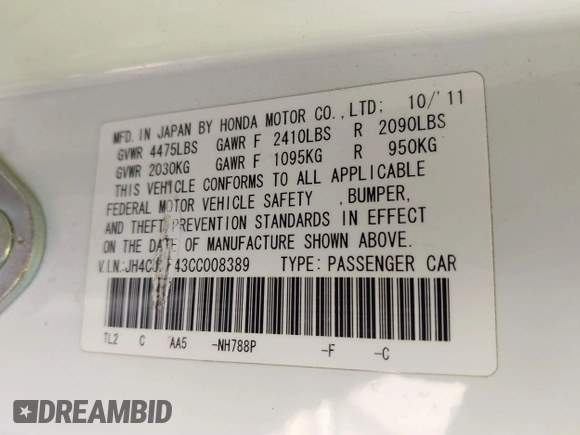 MFD. IN JAPAN BY HONDA MOTOR CO.,LTD: 10/'11
GVWR 4475LBS GAWR F 2410LBS R 2090LBS
GVWR 2030KG GAWR F 1095KG R 950KG
THIS VEHICLE CONFORMS TO ALL APPLICABLE
FEDERAL MOTOR VEHICLE SAFETY , BUMPER,
AND THEFT PREVENTION STANDARDS IN EFFECT
ON THE DATE OF MANUFACTURE SHOWN ABOVE.
V.I.N.: TYPE: PASSENGER CAR
TL2 C AA5 -NH788P -F -C
DREAMBID